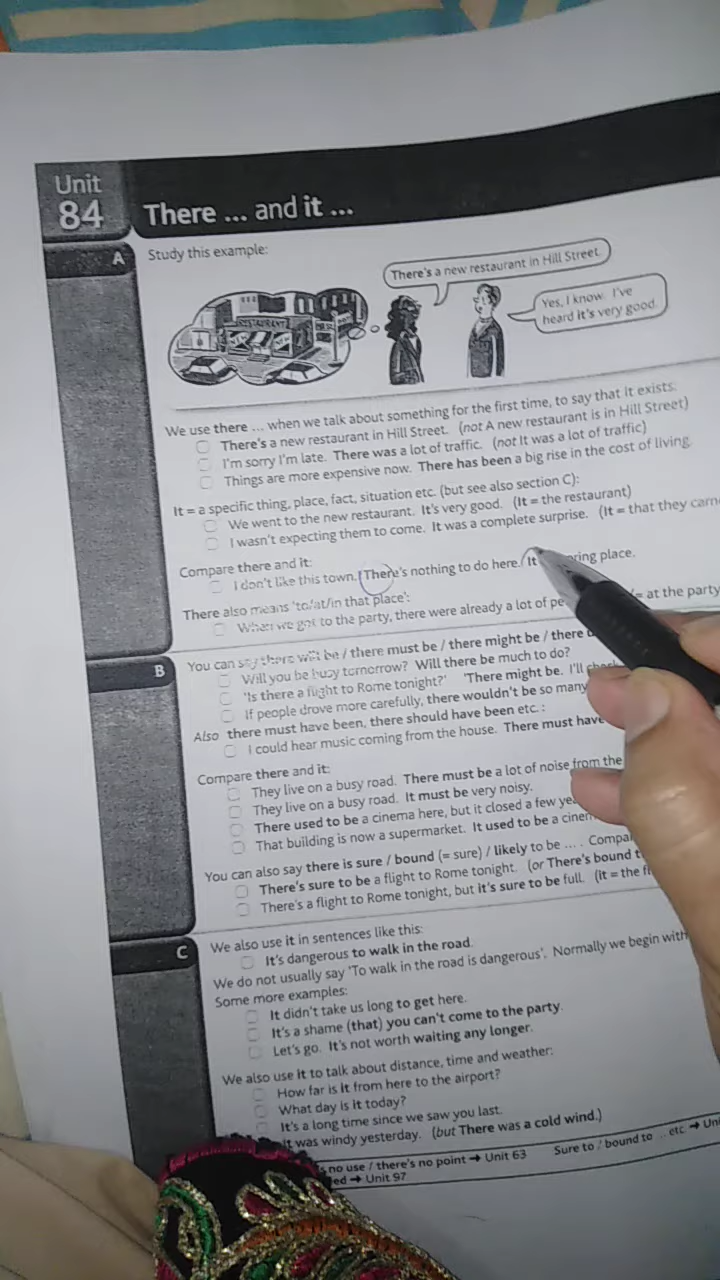 Unit
84
There ... and it ...
A
Study this example:
There's a new restaurant in Hill Street.
Yes, I know. I've
heard it's very good.
RESTAURANT
We use there ... when we talk about something for the first time, to say that it exists:
There's a new restaurant in Hill Street. (not A new restaurant is in Hill Street)
I'm sorry I'm late. There was a lot of traffic. (not It was a lot of traffic)
Things are more expensive now. There has been a big rise in the cost of living.
It = a specific thing, place, fact, situation etc. (but see also section C):
We went to the new restaurant. It's very good. (It = the restaurant)
I wasn't expecting them to come. It was a complete surprise. (It = that they came
Compare there and it:
I don't like this town. There's nothing to do here. It ring place.
There also means 'to/at/in that place':
When we got to the party, there were already a lot of pe = at the party
B
You can say there will be / there must be / there might be / there
Will you be busy tomorrow? Will there be much to do?
'Is there a flight to Rome tonight?' 'There might be. I'll check
If people drove more carefully, there wouldn't be so many
Also there must have been, there should have been etc. :
I could hear music coming from the house. There must have
Compare there and it:
They live on a busy road. There must be a lot of noise from the
They live on a busy road. It must be very noisy.
There used to be a cinema here, but it closed a few yea
That building is now a supermarket. It used to be a cinem
You can also say there is sure / bound (= sure) / likely to be ... . Compa
There's sure to be a flight to Rome tonight. (or There's bound t
There's a flight to Rome tonight, but it's sure to be full. (it = the fl
C
We also use it in sentences like this:
It's dangerous to walk in the road.
We do not usually say 'To walk in the road is dangerous'. Normally we begin with
Some more examples:
It didn't take us long to get here.
It's a shame (that) you can't come to the party.
Let's go. It's not worth waiting any longer.
We also use it to talk about distance, time and weather:
How far is it from here to the airport?
What day is it today?
It's a long time since we saw you last.
It was windy yesterday. (but There was a cold wind.)
s no use / there's no point → Unit 63 Sure to / bound to ... etc. → Un
ed → Unit 97